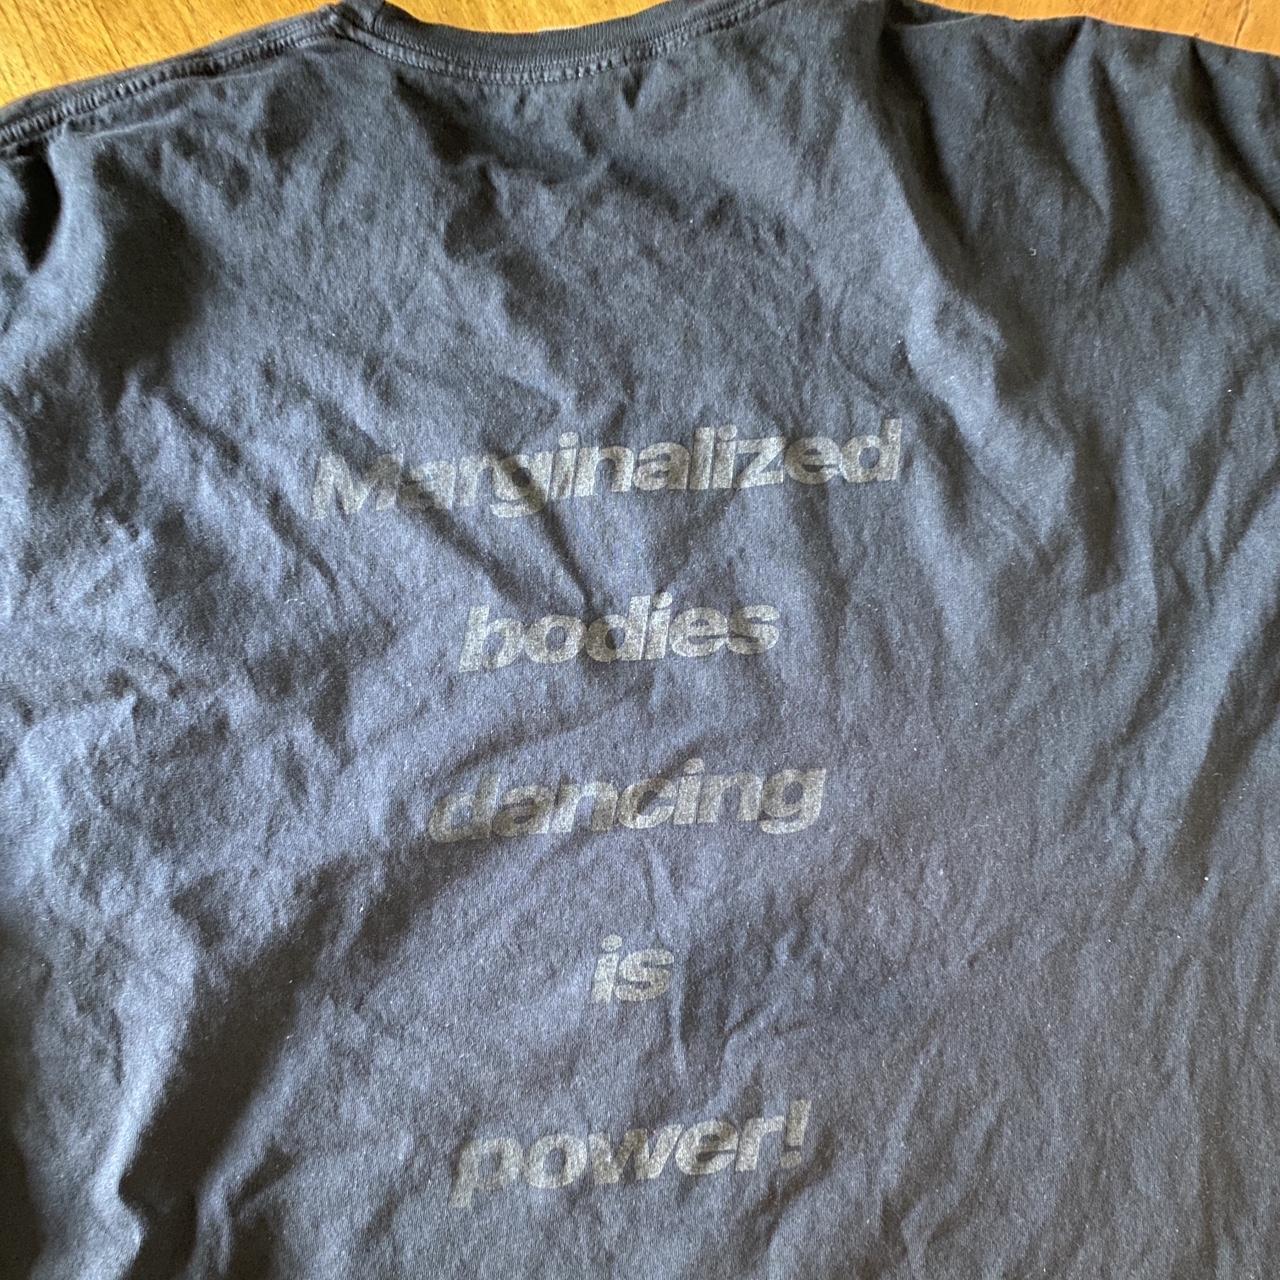 Marginalized
bodies
dancing
is
power!